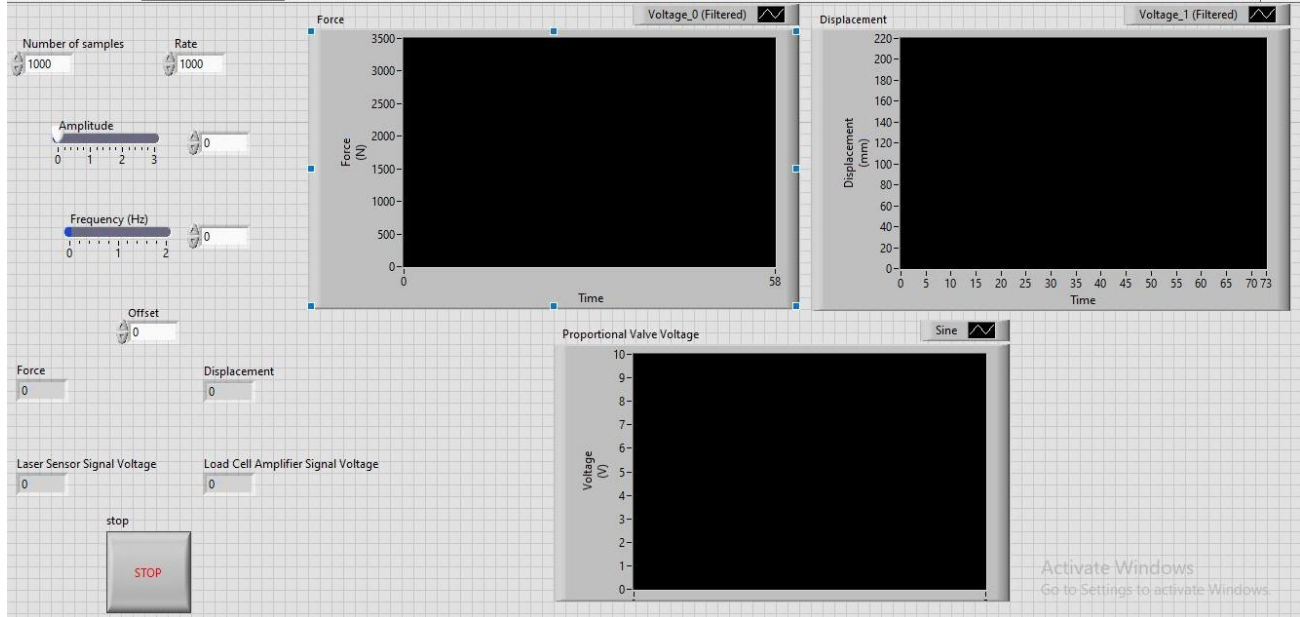 Number of samples
1000
Rate
1000
Amplitude
0 1 2 3
0
Frequency (Hz)
0 1 2
0
Offset
0
Force
0
Displacement
0
Laser Sensor Signal Voltage
0
Load Cell Amplifier Signal Voltage
0
stop
STOP
Force
Voltage_0 (Filtered)
3500
3000
2500
2000
1500
1000
500
0
Force
(N)
0 58
Time
Displacement
Voltage_1 (Filtered)
220
200
180
160
140
120
100
80
60
40
20
0
Displacement
(mm)
0 5 10 15 20 25 30 35 40 45 50 55 60 65 70 73
Time
Proportional Valve Voltage
Sine
10
9
8
7
6
5
4
3
2
1
0
Voltage
(V)
Activate Windows
Go to Settings to activate Windows.